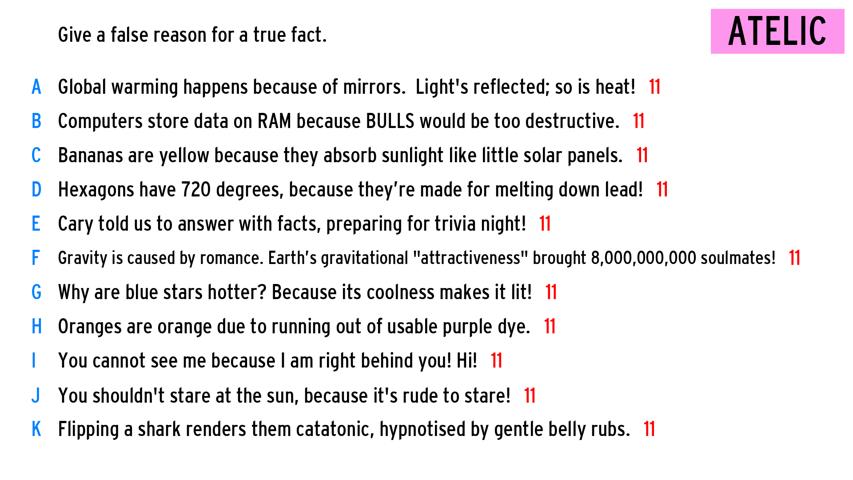 Give a false reason for a true fact.
ATELIC
A Global warming happens because of mirrors. Light's reflected; so is heat! 11
B Computers store data on RAM because BULLS would be too destructive. 11
C Bananas are yellow because they absorb sunlight like little solar panels. 11
D Hexagons have 720 degrees, because they're made for melting down lead! 11
E Cary told us to answer with facts, preparing for trivia night! 11
F Gravity is caused by romance. Earth's gravitational "attractiveness" brought 8,000,000,000 soulmates! 11
G Why are blue stars hotter? Because its coolness makes it lit! 11
H Oranges are orange due to running out of usable purple dye. 11
I You cannot see me because I am right behind you! Hi! 11
J You shouldn't stare at the sun, because it's rude to stare! 11
K Flipping a shark renders them catatonic, hypnotised by gentle belly rubs. 11